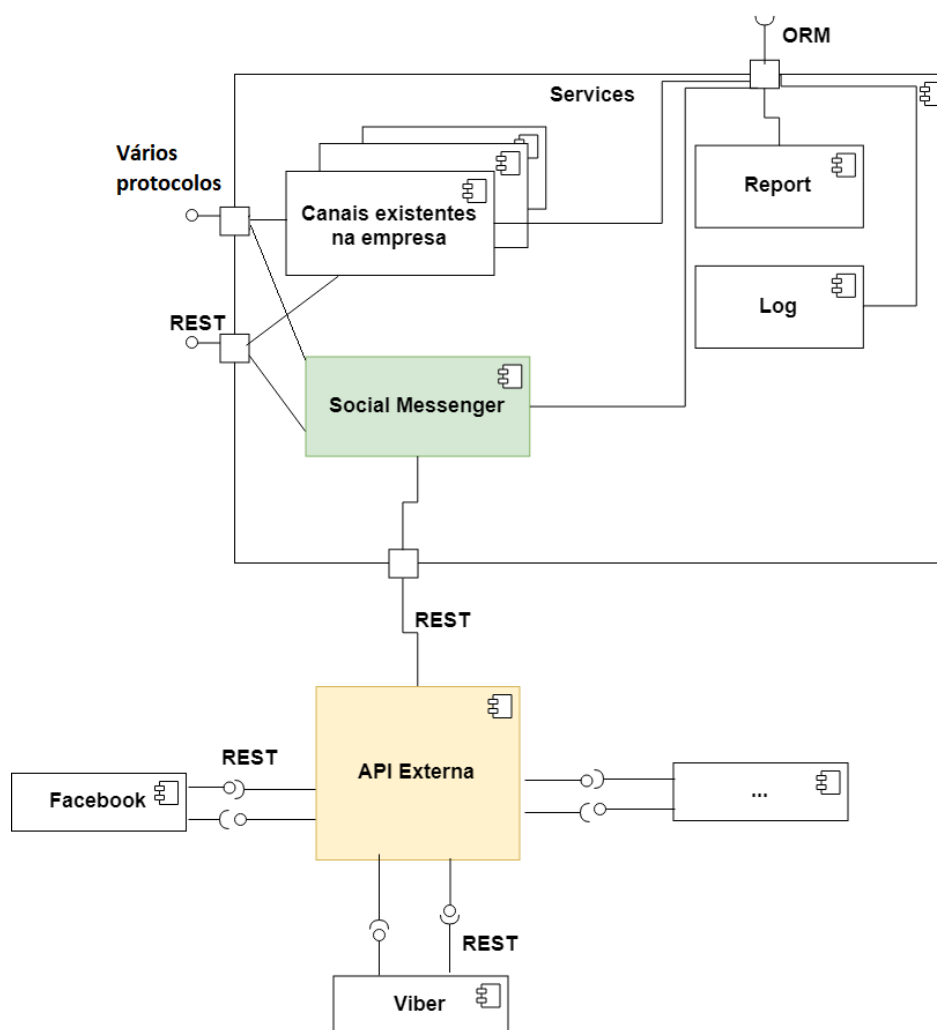 ORM
Services
Vários
protocolos
Canais existentes
na empresa
Report
Log
REST
Social Messenger
REST
API Externa
REST
Facebook
...
REST
Viber